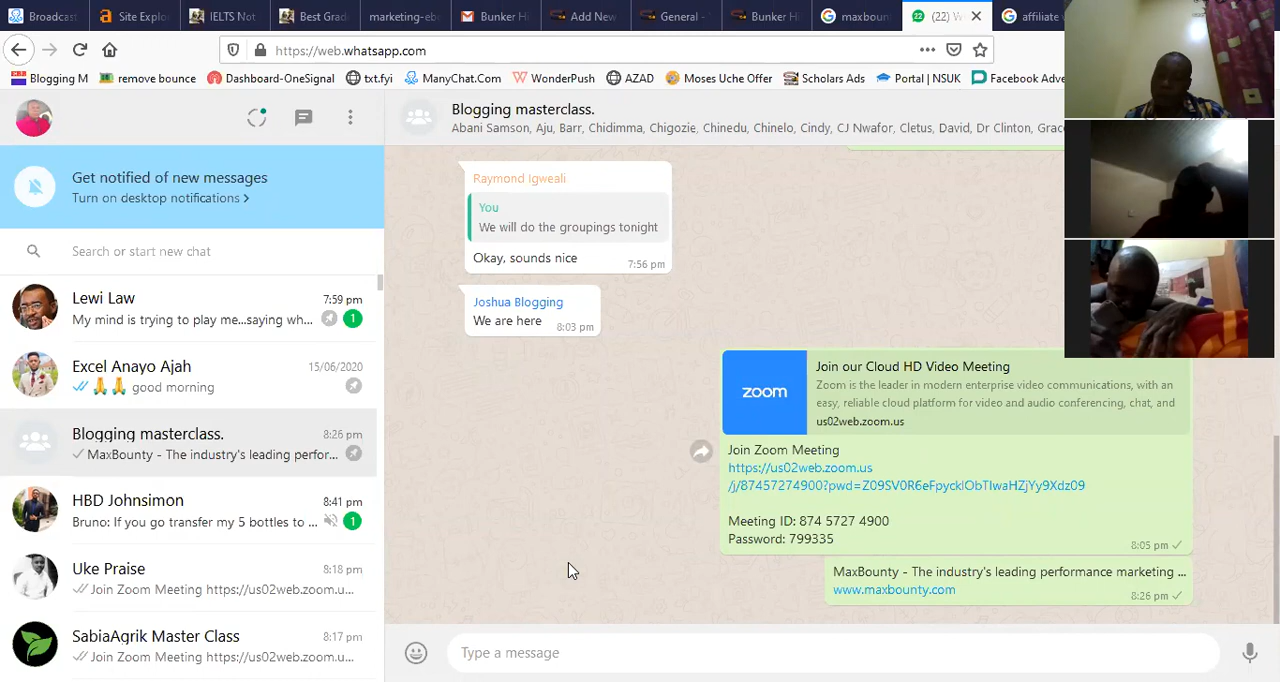 Broadcas
Site Explo
IELTS Not
Best Grad
marketing-eb
Bunker Hi
Add New
General -
Bunker Hi
maxboun
(22) W
affiliate
https://web.whatsapp.com
Blogging M
remove bounce
Dashboard-OneSignal
txt.fyi
ManyChat.Com
WonderPush
AZAD
Moses Uche Offer
Scholars Ads
Portal | NSUK
Facebook Adve
Get notified of new messages
Turn on desktop notifications >
Search or start new chat
Lewi Law
7:59 pm
My mind is trying to play me...saying wh...
1
Excel Anayo Ajah
15/06/2020
🙏🙏 good morning
Blogging masterclass.
8:26 pm
MaxBounty - The industry's leading perfor...
HBD Johnsimon
8:41 pm
Bruno: If you go transfer my 5 bottles to ...
1
Uke Praise
8:18 pm
Join Zoom Meeting https://us02web.zoom.u...
SabiaAgrik Master Class
8:17 pm
Join Zoom Meeting https://us02web.zoom.u...
Blogging masterclass.
Abani Samson, Aju, Barr, Chidimma, Chigozie, Chinedu, Chinelo, Cindy, CJ Nwafor, Cletus, David, Dr Clinton, Grace
Raymond Igweali
You
We will do the groupings tonight
Okay, sounds nice
7:56 pm
Joshua Blogging
We are here
8:03 pm
zoom
Join our Cloud HD Video Meeting
Zoom is the leader in modern enterprise video communications, with an
easy, reliable cloud platform for video and audio conferencing, chat, and
us02web.zoom.us
Join Zoom Meeting
https://us02web.zoom.us
Meeting ID: 874 5727 4900
Password: 799335
8:05 pm
MaxBounty - The industry's leading performance marketing ...
www.maxbounty.com
8:26 pm
Type a message